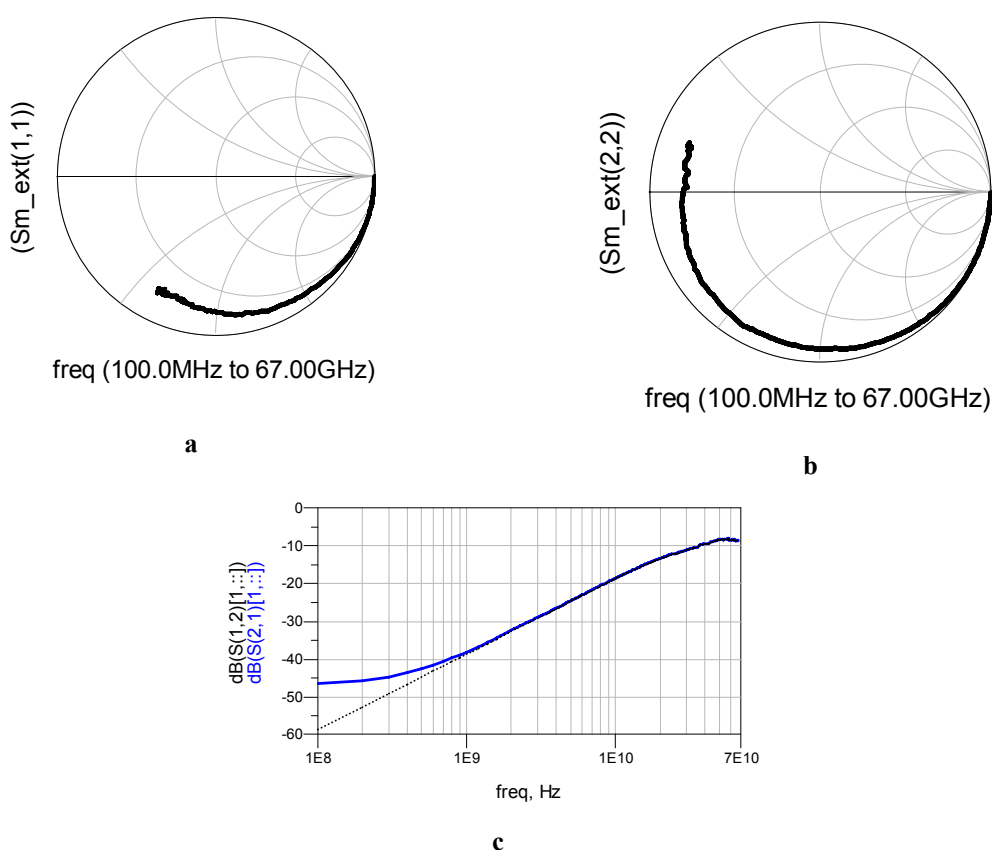 (Sm_ext(1,1))
freq (100.0MHz to 67.00GHz)
a
(Sm_ext(2,2))
freq (100.0MHz to 67.00GHz)
b
dB(S(1,2)[1,::])
dB(S(2,1)[1,::])
0
-10
-20
-30
-40
-50
-60
1E8
1E9
1E10
7E10
freq, Hz
c